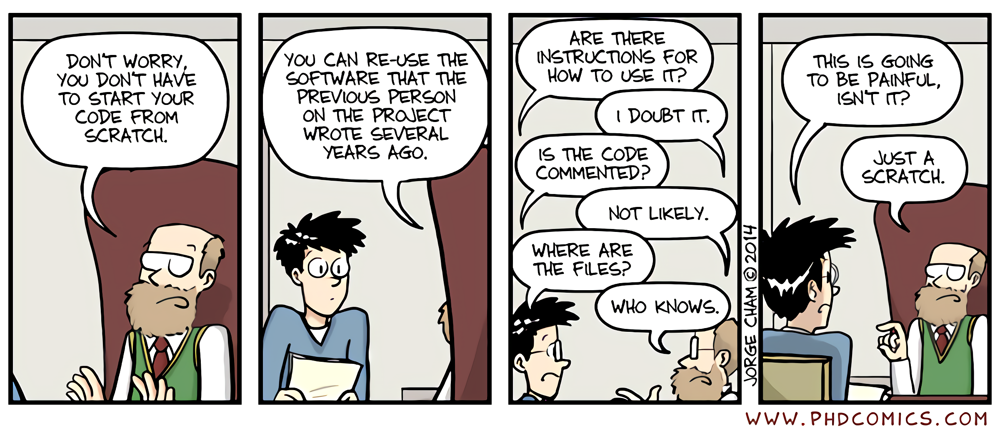 DON'T WORRY,
YOU DON'T HAVE
TO START YOUR
CODE FROM
SCRATCH.
YOU CAN RE-USE THE
SOFTWARE THAT THE
PREVIOUS PERSON
ON THE PROJECT
WROTE SEVERAL
YEARS AGO.
ARE THERE
INSTRUCTIONS FOR
HOW TO USE IT?
I DOUBT IT.
IS THE CODE
COMMENTED?
NOT LIKELY.
WHERE ARE
THE FILES?
WHO KNOWS.
THIS IS GOING
TO BE PAINFUL,
ISN'T IT?
JUST A
SCRATCH.
JORGE CHAM © 2014
WWW.PHDCOMICS.COM